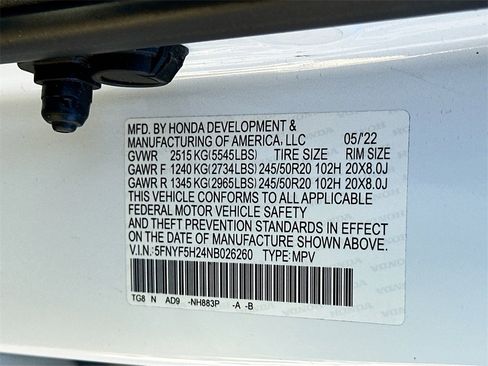 MFD. BY HONDA DEVELOPMENT &
MANUFACTURING OF AMERICA, LLC 05/'22
GVWR 2515 KG(5545LBS) TIRE SIZE RIM SIZE
GAWR F 1240 KG(2734LBS) 245/50R20 102H 20X8.0J
GAWR R 1345 KG(2965LBS) 245/50R20 102H 20X8.0J
THIS VEHICLE CONFORMS TO ALL APPLICABLE
FEDERAL MOTOR VEHICLE SAFETY
AND THEFT PREVENTION STANDARDS IN EFFECT
ON THE DATE OF MANUFACTURE SHOWN ABOVE.
V.I.N.:5FNYF5H24NB026260 TYPE:MPV
TG8 N AD9 -NH883P -A -B